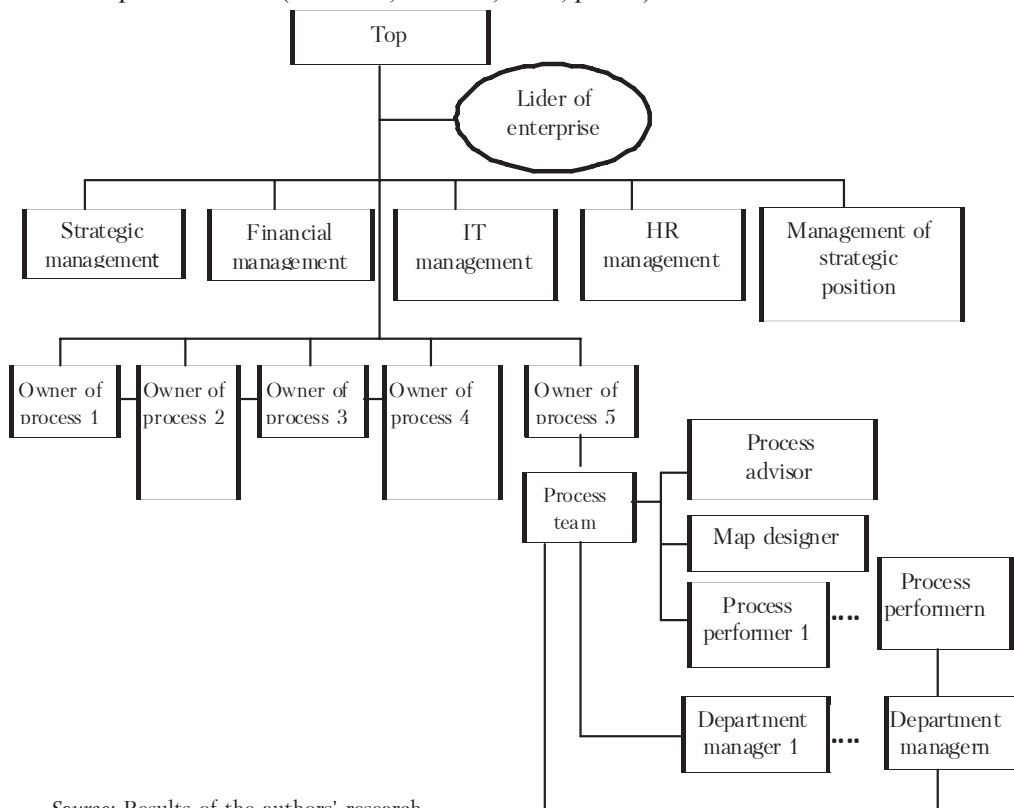 Top
Lider of
enterprise
Strategic
management
Financial
management
IT
management
HR
management
Management of
strategic
position
Owner of
process 1
Owner of
process 2
Owner of
process 3
Owner of
process 4
Owner of
process 5
Process
team
Process
advisor
Map designer
Process
performer 1
....
Process
performern
Department
manager 1
....
Department
managern
Source: Results of the authors' research